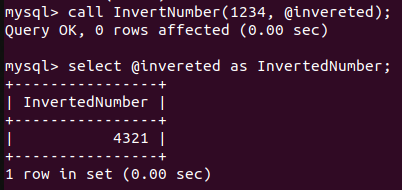 mysql> call InvertNumber(1234, @invereted);
Query OK, 0 rows affected (0.00 sec)
mysql> select @invereted as InvertedNumber;
+----------------+
| InvertedNumber |
+----------------+
|           4321 |
+----------------+
1 row in set (0.00 sec)